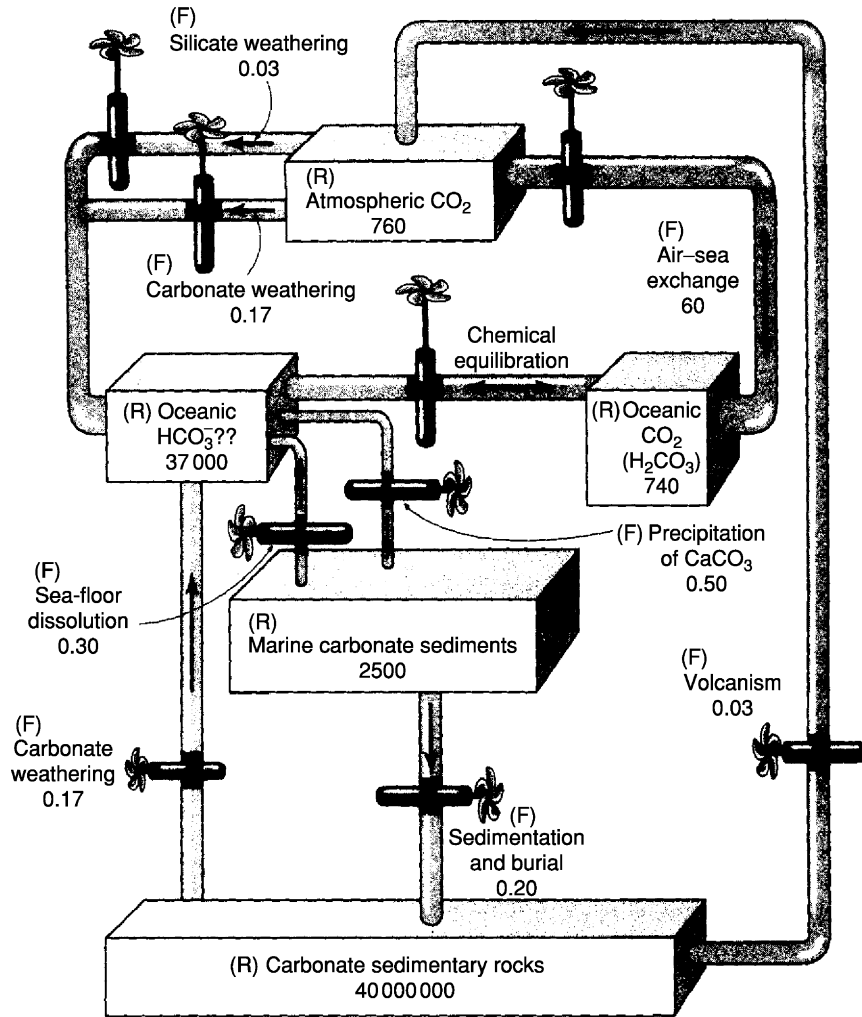 (F)
Silicate weathering
0.03
(R)
Atmospheric CO₂
760
(F)
Carbonate weathering
0.17
(F)
Air–sea
exchange
60
Chemical
equilibration
(R) Oceanic
HCO₃⁻??
37 000
(R) Oceanic
CO₂
(H₂CO₃)
740
(F) Precipitation
of CaCO₃
0.50
(F)
Sea-floor
dissolution
0.30
(R)
Marine carbonate sediments
2500
(F)
Volcanism
0.03
(F)
Carbonate
weathering
0.17
(F)
Sedimentation
and burial
0.20
(R) Carbonate sedimentary rocks
40 000 000